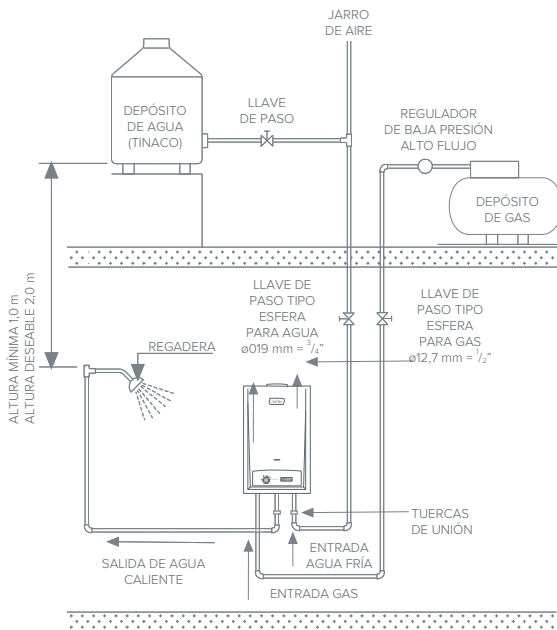 JARRO
DE AIRE
DEPÓSITO
DE AGUA
(TINACO)
LLAVE
DE PASO
REGULADOR
DE BAJA PRESIÓN
ALTO FLUJO
DEPÓSITO
DE GAS
ALTURA MÍNIMA 1,0 m
ALTURA DESEABLE 2,0 m
LLAVE DE
PASO TIPO
ESFERA
PARA AGUA
ø019 mm = 3/4"
LLAVE DE
PASO TIPO
ESFERA
PARA GAS
ø12,7 mm = 1/2"
REGADERA
TUERCAS
DE UNIÓN
SALIDA DE AGUA
CALIENTE
ENTRADA
AGUA FRÍA
ENTRADA GAS